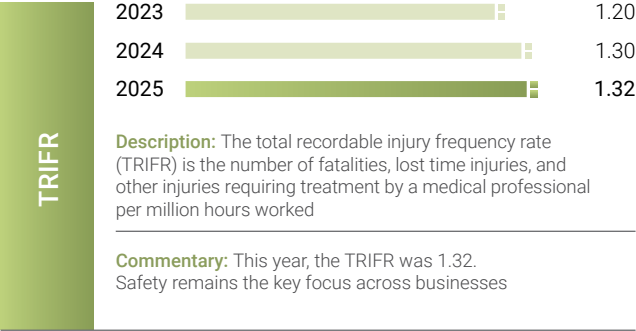 2023 1.20
2024 1.30
2025 1.32
TRIFR
Description: The total recordable injury frequency rate
(TRIFR) is the number of fatalities, lost time injuries, and
other injuries requiring treatment by a medical professional
per million hours worked
Commentary: This year, the TRIFR was 1.32.
Safety remains the key focus across businesses